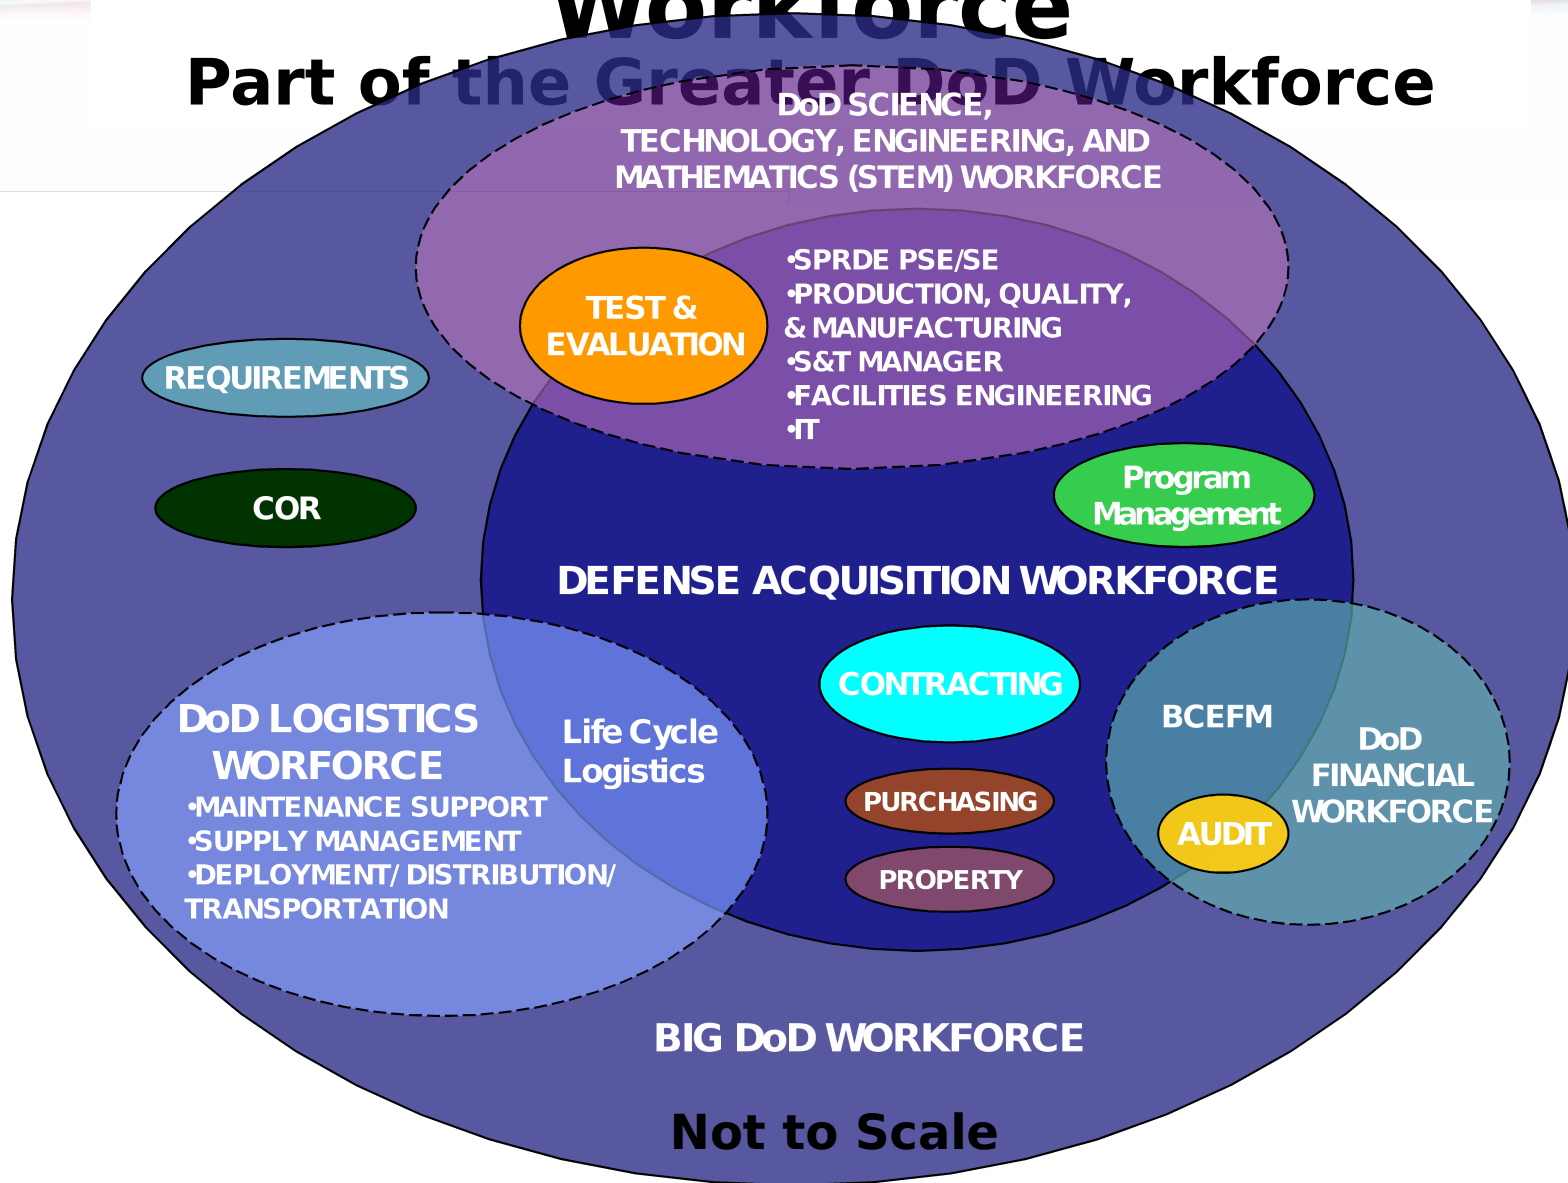 Workforce
Part of the Greater DoD Workforce
DoD SCIENCE,
TECHNOLOGY, ENGINEERING, AND
MATHEMATICS (STEM) WORKFORCE
•SPRDE PSE/SE
•PRODUCTION, QUALITY,
& MANUFACTURING
•S&T MANAGER
•FACILITIES ENGINEERING
•IT
TEST &
EVALUATION
REQUIREMENTS
COR
Program
Management
DEFENSE ACQUISITION WORKFORCE
CONTRACTING
PURCHASING
PROPERTY
DoD LOGISTICS
WORFORCE
•MAINTENANCE SUPPORT
•SUPPLY MANAGEMENT
•DEPLOYMENT/ DISTRIBUTION/
TRANSPORTATION
Life Cycle
Logistics
BCEFM
DoD
FINANCIAL
WORKFORCE
AUDIT
BIG DoD WORKFORCE
Not to Scale